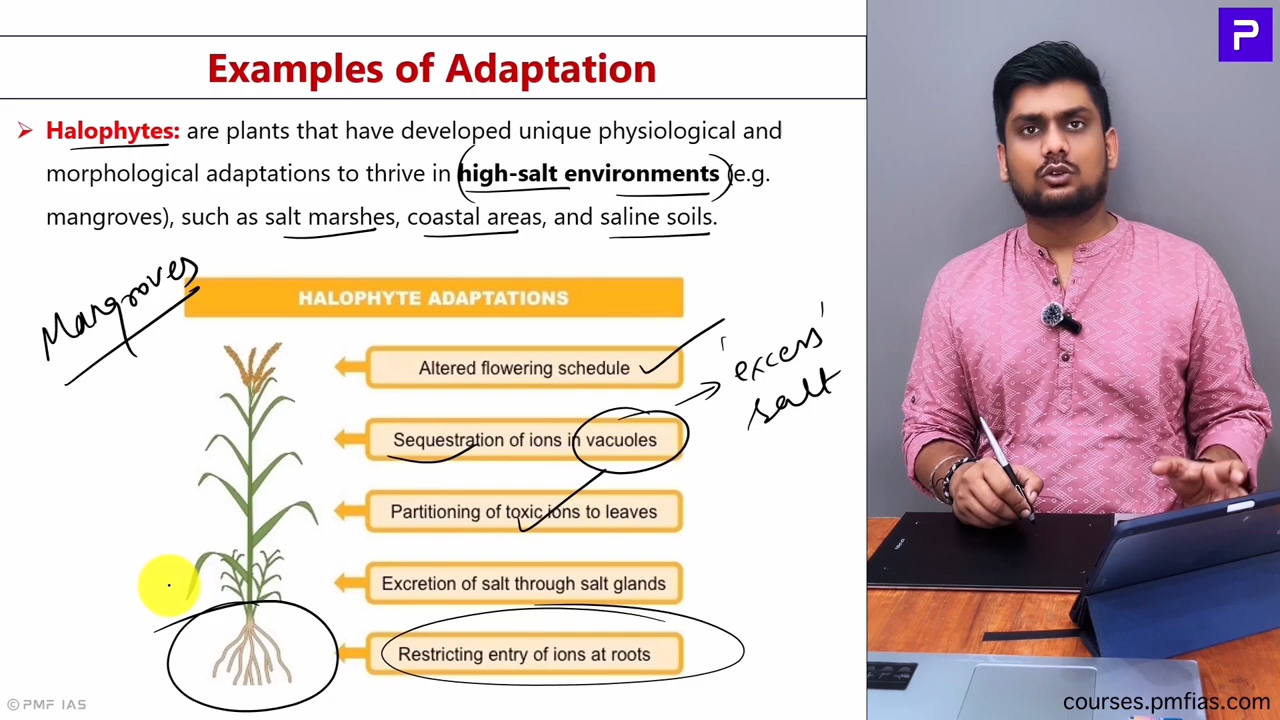 P
Examples of Adaptation
➤ Halophytes: are plants that have developed unique physiological and
morphological adaptations to thrive in high-salt environments (e.g.
mangroves), such as salt marshes, coastal areas, and saline soils.
Mangroves
HALOPHYTE ADAPTATIONS
Altered flowering schedule
'excess'
salt
Sequestration of ions in vacuoles
Partitioning of toxic ions to leaves
Excretion of salt through salt glands
Restricting entry of ions at roots
© PMF IAS
courses.pmfias.com